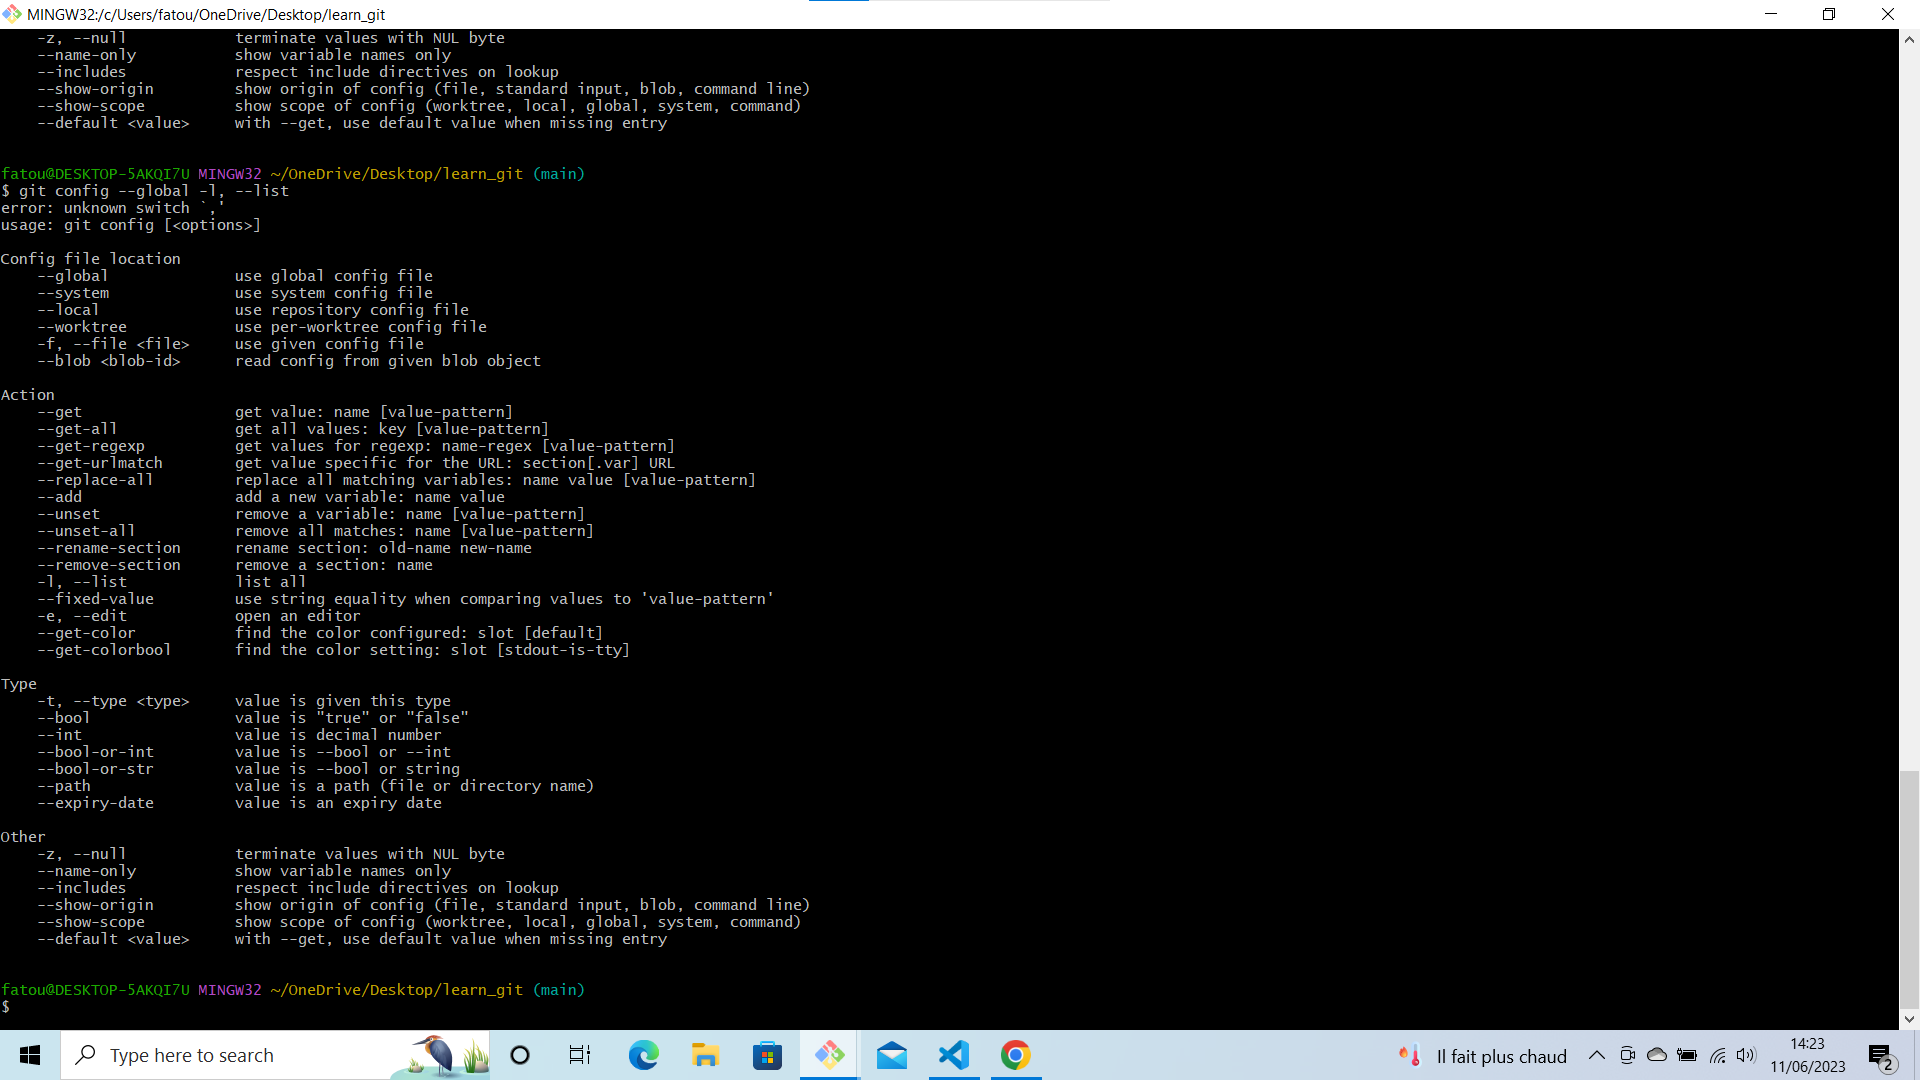 MINGW32:/c/Users/fatou/OneDrive/Desktop/learn_git
    -z, --null            terminate values with NUL byte
    --name-only           show variable names only
    --includes            respect include directives on lookup
    --show-origin         show origin of config (file, standard input, blob, command line)
    --show-scope          show scope of config (worktree, local, global, system, command)
    --default <value>     with --get, use default value when missing entry
fatou@DESKTOP-5AKQI7U MINGW32 ~/OneDrive/Desktop/learn_git (main)
$ git config --global -l, --list
error: unknown switch `,'
usage: git config [<options>]
Config file location
    --global              use global config file
    --system              use system config file
    --local               use repository config file
    --worktree            use per-worktree config file
    -f, --file <file>     use given config file
    --blob <blob-id>      read config from given blob object
Action
    --get                 get value: name [value-pattern]
    --get-all             get all values: key [value-pattern]
    --get-regexp          get values for regexp: name-regex [value-pattern]
    --get-urlmatch        get value specific for the URL: section[.var] URL
    --replace-all         replace all matching variables: name value [value-pattern]
    --add                 add a new variable: name value
    --unset               remove a variable: name [value-pattern]
    --unset-all           remove all matches: name [value-pattern]
    --rename-section      rename section: old-name new-name
    --remove-section      remove a section: name
    -l, --list            list all
    --fixed-value         use string equality when comparing values to 'value-pattern'
    -e, --edit            open an editor
    --get-color           find the color configured: slot [default]
    --get-colorbool       find the color setting: slot [stdout-is-tty]
Type
    -t, --type <type>     value is given this type
    --bool                value is "true" or "false"
    --int                 value is decimal number
    --bool-or-int         value is --bool or --int
    --bool-or-str         value is --bool or string
    --path                value is a path (file or directory name)
    --expiry-date         value is an expiry date
Other
    -z, --null            terminate values with NUL byte
    --name-only           show variable names only
    --includes            respect include directives on lookup
    --show-origin         show origin of config (file, standard input, blob, command line)
    --show-scope          show scope of config (worktree, local, global, system, command)
    --default <value>     with --get, use default value when missing entry
fatou@DESKTOP-5AKQI7U MINGW32 ~/OneDrive/Desktop/learn_git (main)
$
Type here to search
Il fait plus chaud
14:23
11/06/2023
2